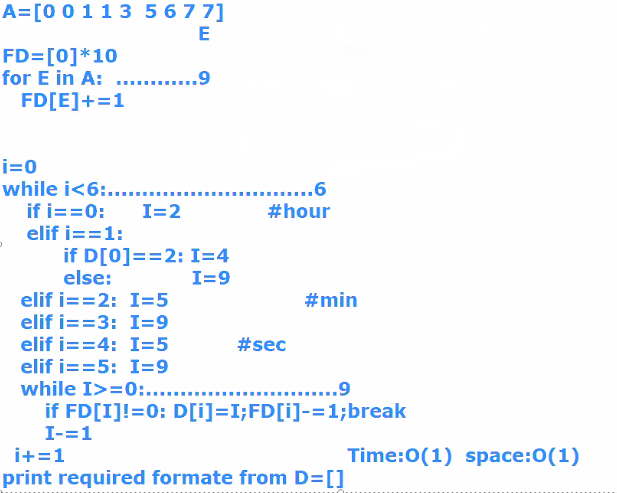 A=[0 0 1 1 3 5 6 7 7]
E
FD=[0]*10
for E in A: ............9
FD[E]+=1
i=0
while i<6:..............................6
if i==0: I=2 #hour
elif i==1:
if D[0]==2: I=4
else: I=9
elif i==2: I=5 #min
elif i==3: I=9
elif i==4: I=5 #sec
elif i==5: I=9
while I>=0:............................9
if FD[I]!=0: D[i]=I;FD[i]-=1;break
I-=1
i+=1 Time:O(1) space:O(1)
print required formate from D=[]